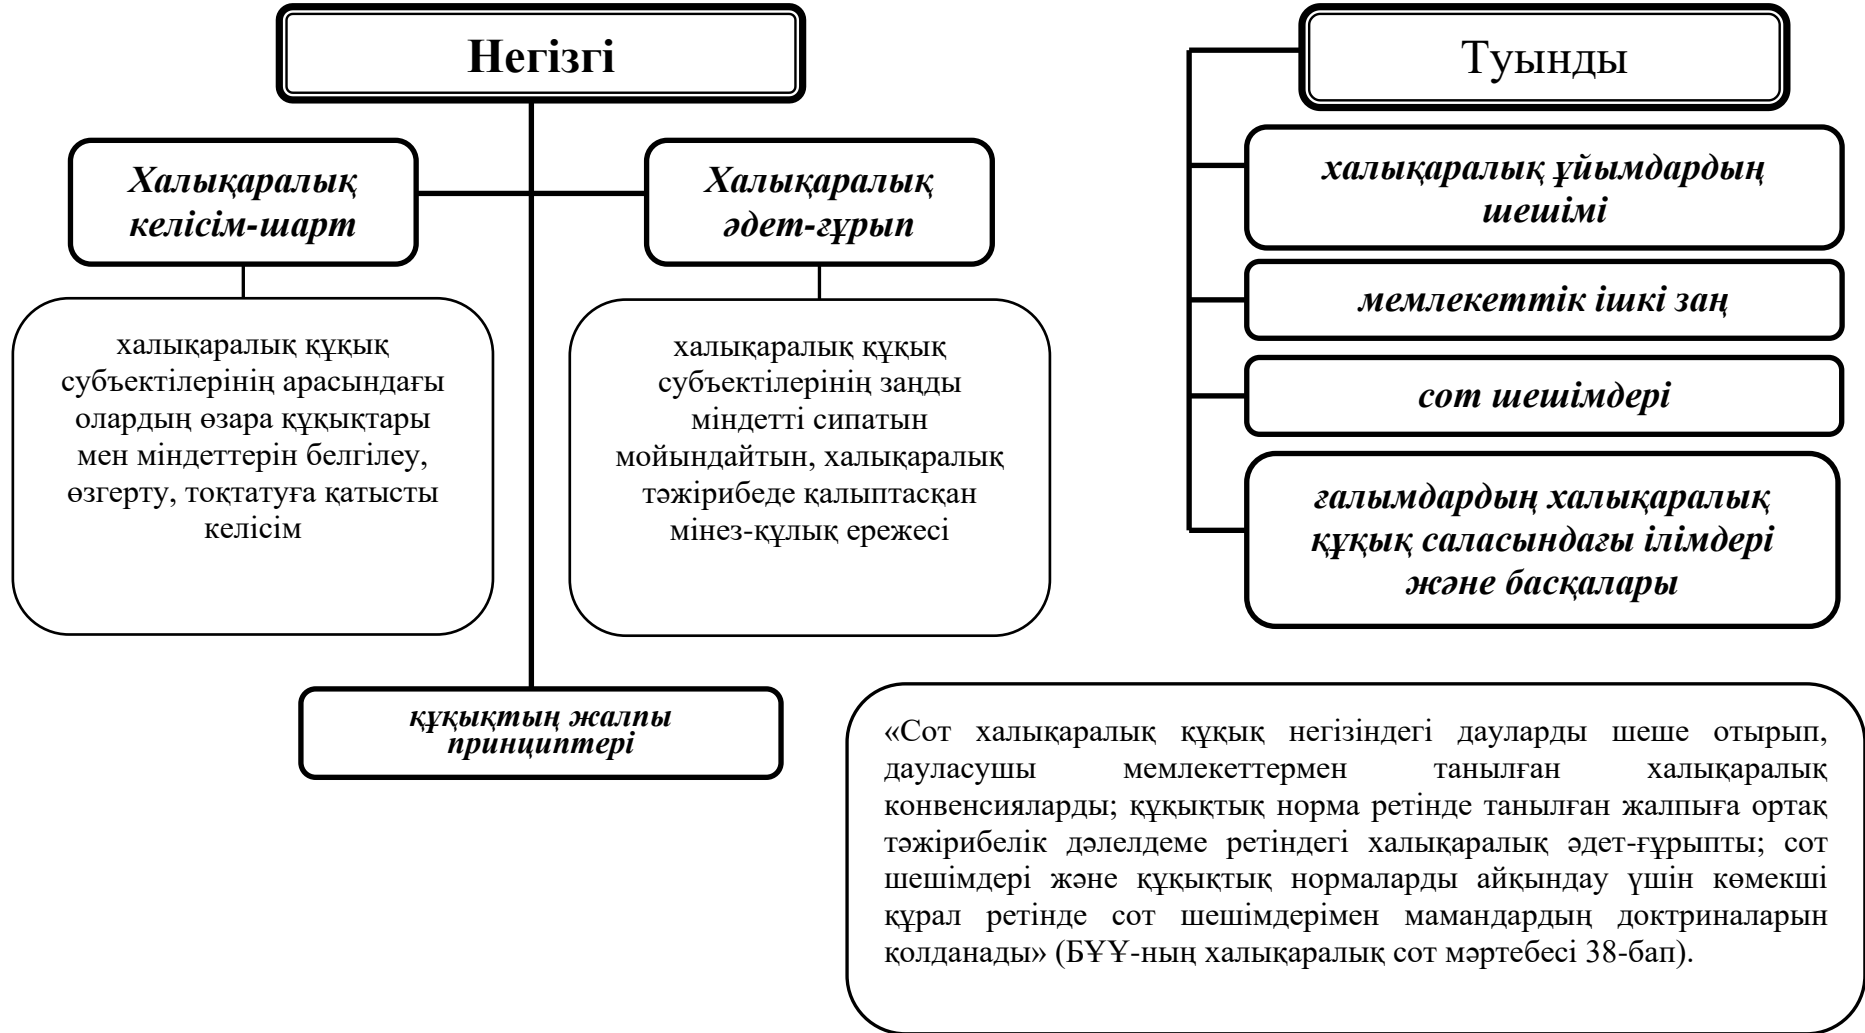 Негізгі
Халықаралық
келісім-шарт
Халықаралық
әдет-ғұрып
халықаралық құқық
субъектілерінің арасындағы
олардың өзара құқықтары
мен міндеттерін белгілеу,
өзгерту, тоқтатуға қатысты
келісім
халықаралық құқық
субъектілерінің заңды
міндетті сипатын
мойындайтын, халықаралық
тәжірибеде қалыптасқан
мінез-құлық ережесі
құқықтың жалпы
принциптері
Туынды
халықаралық ұйымдардың
шешімі
мемлекеттік ішкі заң
сот шешімдері
ғалымдардың халықаралық
құқық саласындағы ілімдері
және басқалары
«Сот халықаралық құқық негізіндегі дауларды шеше отырып,
дауласушы мемлекеттермен танылған халықаралық
конвенсияларды; құқықтық норма ретінде танылған жалпыға ортақ
тәжірибелік дәлелдеме ретіндегі халықаралық әдет-ғұрыпты; сот
шешімдері және құқықтық нормаларды айқындау үшін көмекші
құрал ретінде сот шешімдерімен мамандардың доктриналарын
қолданады» (БҰҰ-ның халықаралық сот мәртебесі 38-бап).